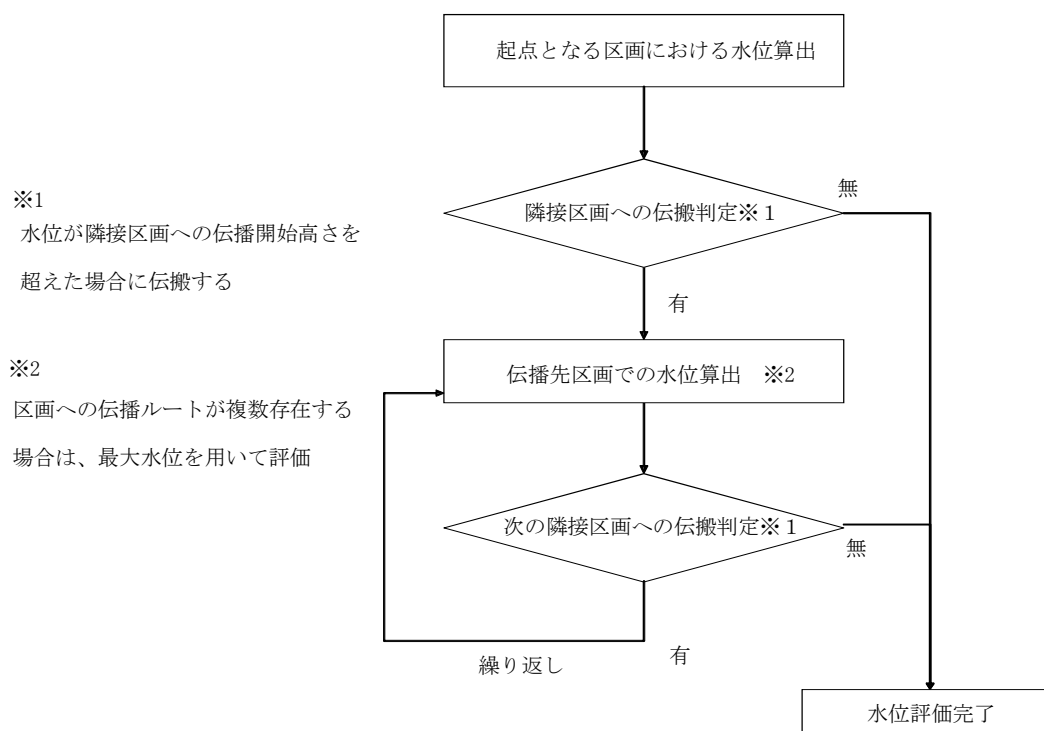 起点となる区画における水位算出
無
※1
隣接区画への伝搬判定※１
水位が隣接区画への伝播開始高さを
超えた場合に伝搬する
有
※2
伝播先区画での水位算出　※2
区画への伝播ルートが複数存在する
場合は、最大水位を用いて評価
次の隣接区画への伝搬判定※１
無
有
繰り返し
水位評価完了